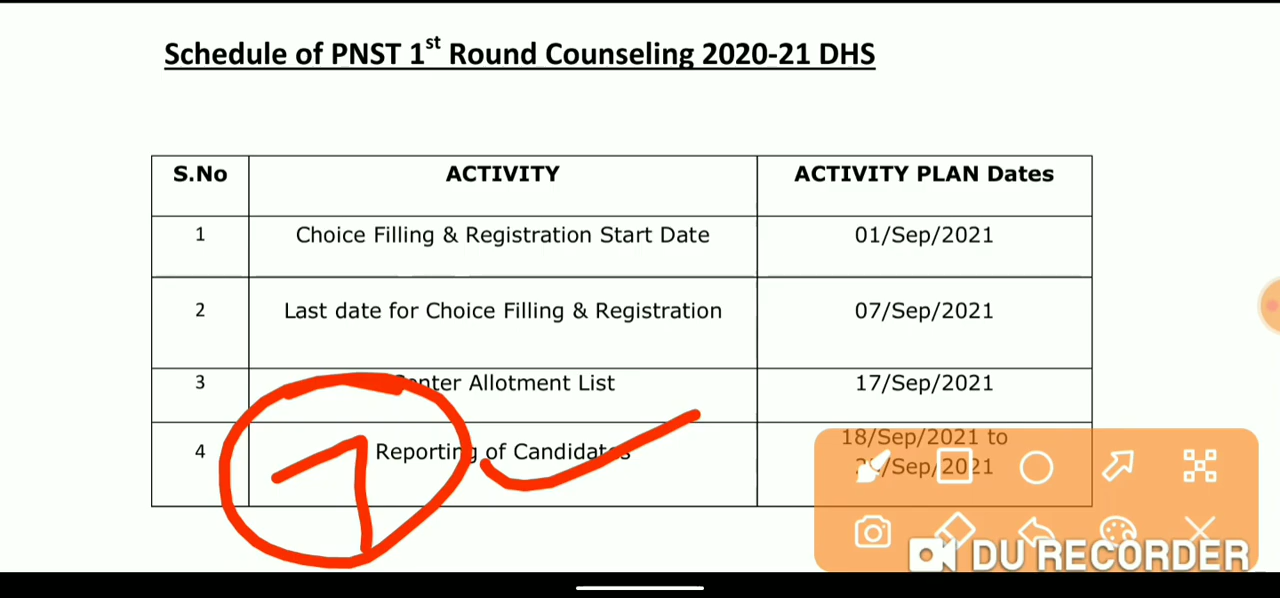 Schedule of PNST 1st Round Counseling 2020-21 DHS
S.No ACTIVITY ACTIVITY PLAN Dates
1 Choice Filling & Registration Start Date 01/Sep/2021
2 Last date for Choice Filling & Registration 07/Sep/2021
3 Allotment List 17/Sep/2021
4 Reporting of Candidates 18/Sep/2021 to
/Sep/2021
1
DU RECORDER